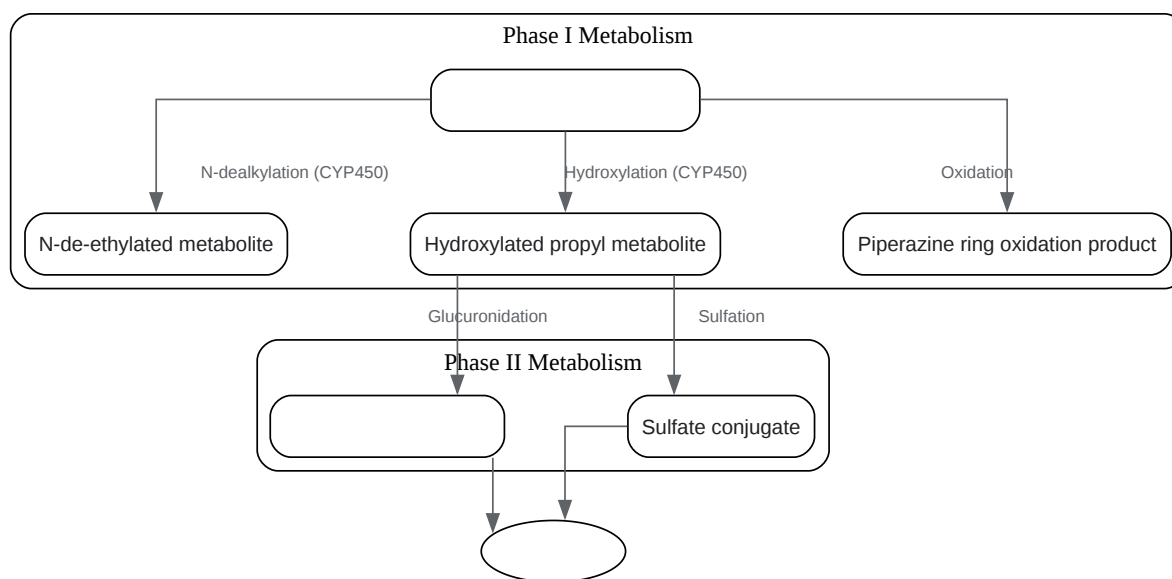 Phase I Metabolism
N-dealkylation (CYP450)
Hydroxylation (CYP450)
Oxidation
N-de-ethylated metabolite
Hydroxylated propyl metabolite
Piperazine ring oxidation product
Glucuronidation
Sulfation
Phase II Metabolism
Sulfate conjugate